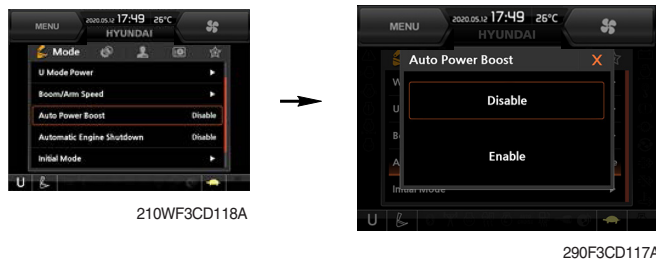 MENU
2020.05.12 17:49 26°C
HYUNDAI
Mode
U Mode Power
Boom/Arm Speed
Auto Power Boost Disable
Automatic Engine Shutdown Disable
Initial Mode
U
210WF3CD118A
MENU
2020.05.12 17:49 26°C
HYUNDAI
Auto Power Boost X
Disable
Enable
W
U
B
A
Initial Mode
U
290F3CD117A